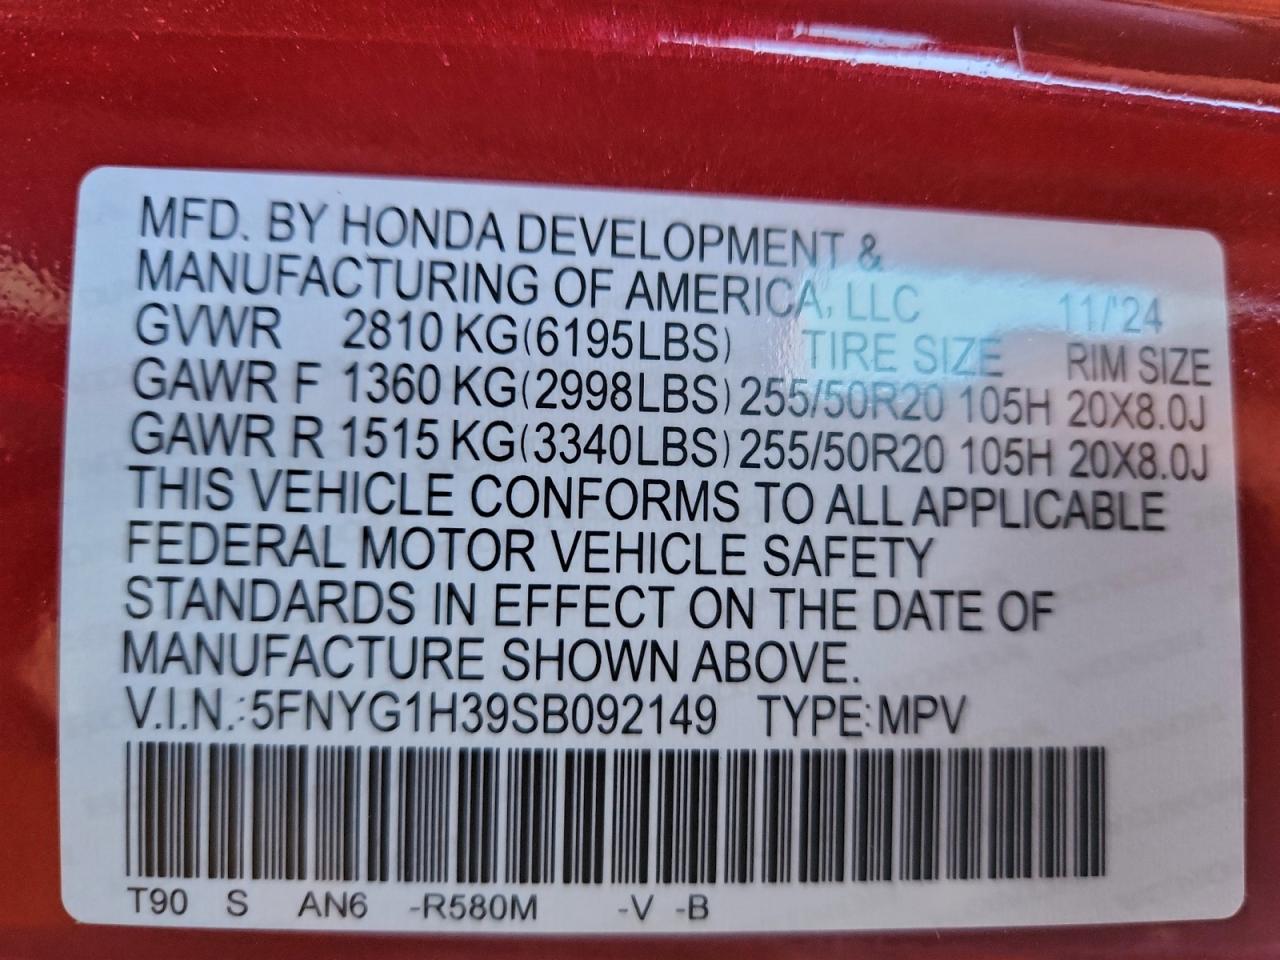 MFD. BY HONDA DEVELOPMENT &
MANUFACTURING OF AMERICA, LLC 11/'24
GVWR 2810 KG(6195LBS) TIRE SIZE RIM SIZE
GAWR F 1360 KG(2998LBS) 255/50R20 105H 20X8.0J
GAWR R 1515 KG(3340LBS) 255/50R20 105H 20X8.0J
THIS VEHICLE CONFORMS TO ALL APPLICABLE
FEDERAL MOTOR VEHICLE SAFETY
STANDARDS IN EFFECT ON THE DATE OF
MANUFACTURE SHOWN ABOVE.
V.I.N.:5FNYG1H39SB092149 TYPE:MPV
T90 S AN6 -R580M -V -B